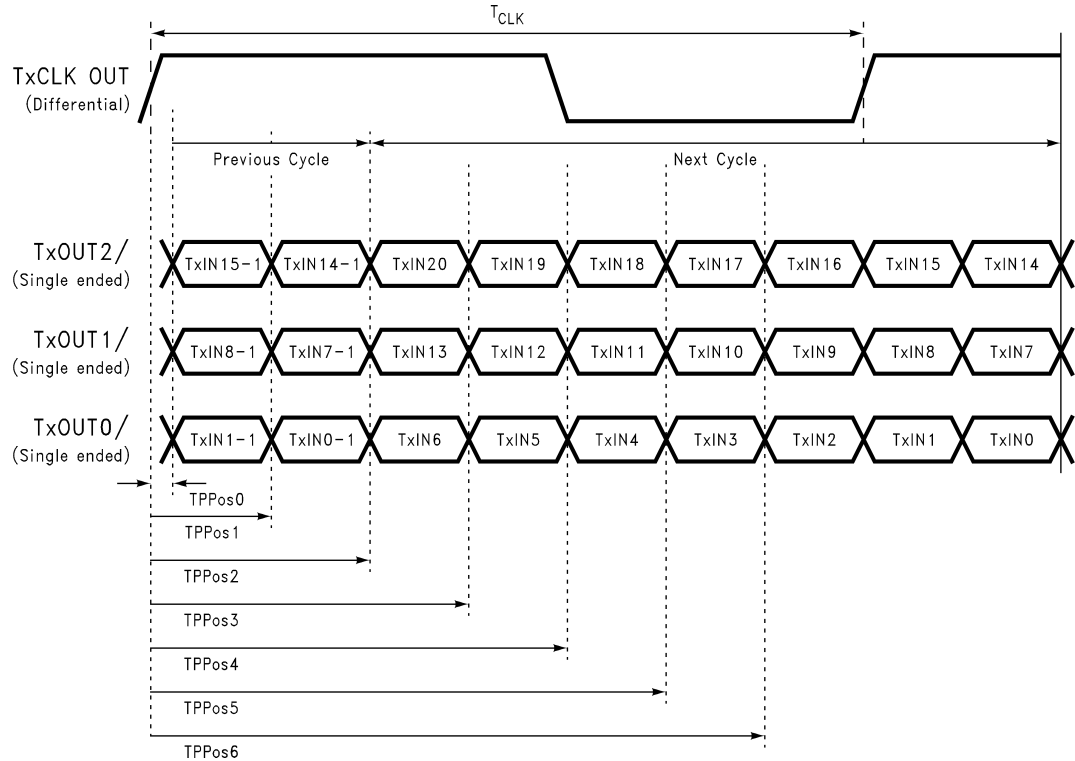 TCLK
TxCLK OUT
(Differential)
Previous Cycle
Next Cycle
TxOUT2/
(Single ended)
TxIN15-1 TxIN14-1 TxIN20 TxIN19 TxIN18 TxIN17 TxIN16 TxIN15 TxIN14
TxOUT1/
(Single ended)
TxIN8-1 TxIN7-1 TxIN13 TxIN12 TxIN11 TxIN10 TxIN9 TxIN8 TxIN7
TxOUT0/
(Single ended)
TxIN1-1 TxIN0-1 TxIN6 TxIN5 TxIN4 TxIN3 TxIN2 TxIN1 TxIN0
TPPos0
TPPos1
TPPos2
TPPos3
TPPos4
TPPos5
TPPos6